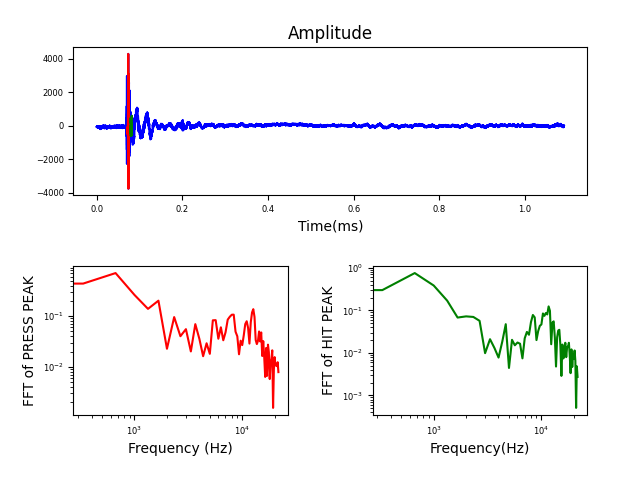 Amplitude
4000
2000
0
−2000
−4000
0.0 0.2 0.4 0.6 0.8 1.0
Time(ms)
FFT of PRESS PEAK
10⁻¹
10⁻²
10³ 10⁴
Frequency (Hz)
FFT of HIT PEAK
10⁰
10⁻¹
10⁻²
10⁻³
10³ 10⁴
Frequency(Hz)